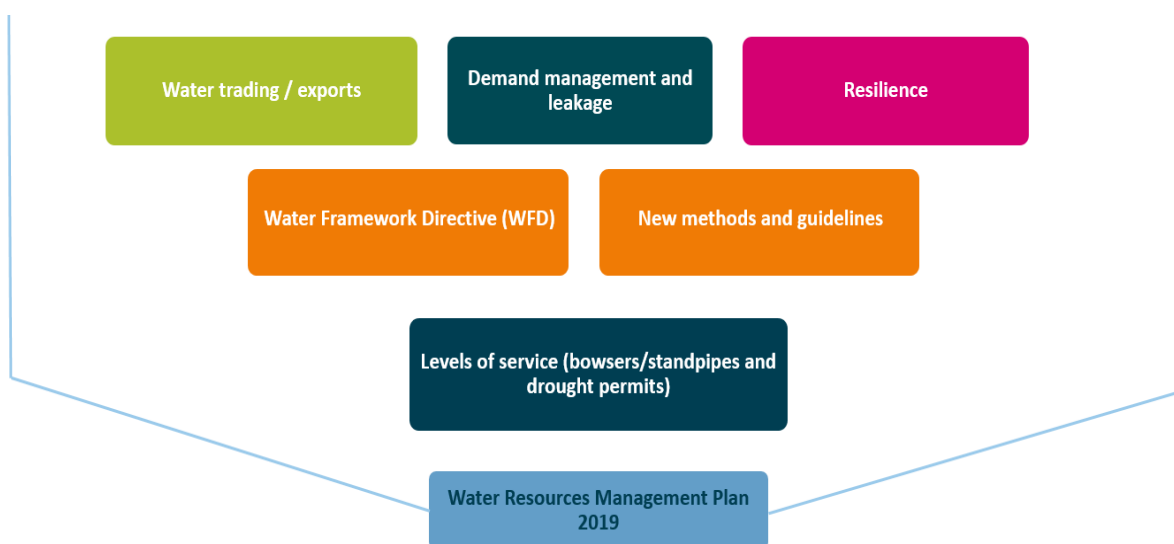 Water trading / exports
Demand management and
leakage
Resilience
Water Framework Directive (WFD)
New methods and guidelines
Levels of service (bowsers/standpipes and
drought permits)
Water Resources Management Plan
2019